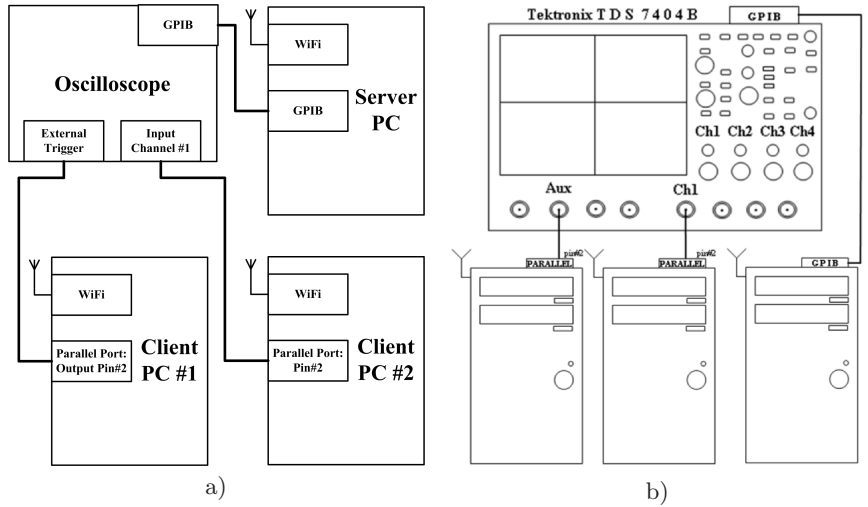 GPIB
WiFi
Oscilloscope
GPIB
Server
PC
External
Trigger
Input
Channel #1
WiFi
Client
PC #1
Parallel Port:
Output Pin#2
WiFi
Client
PC #2
Parallel Port:
Pin#2
a)
Tektronix TDS 7404B
GPIB
Ch1 Ch2 Ch3 Ch4
Aux
Ch1
pin#2
PARALLEL
pin#2
PARALLEL
GPIB
b)